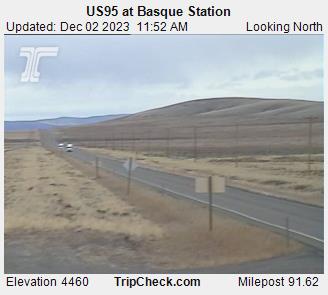 US95 at Basque Station
Updated: Dec 02 2023 11:52 AM Looking North
Elevation 4460 TripCheck.com Milepost 91.62